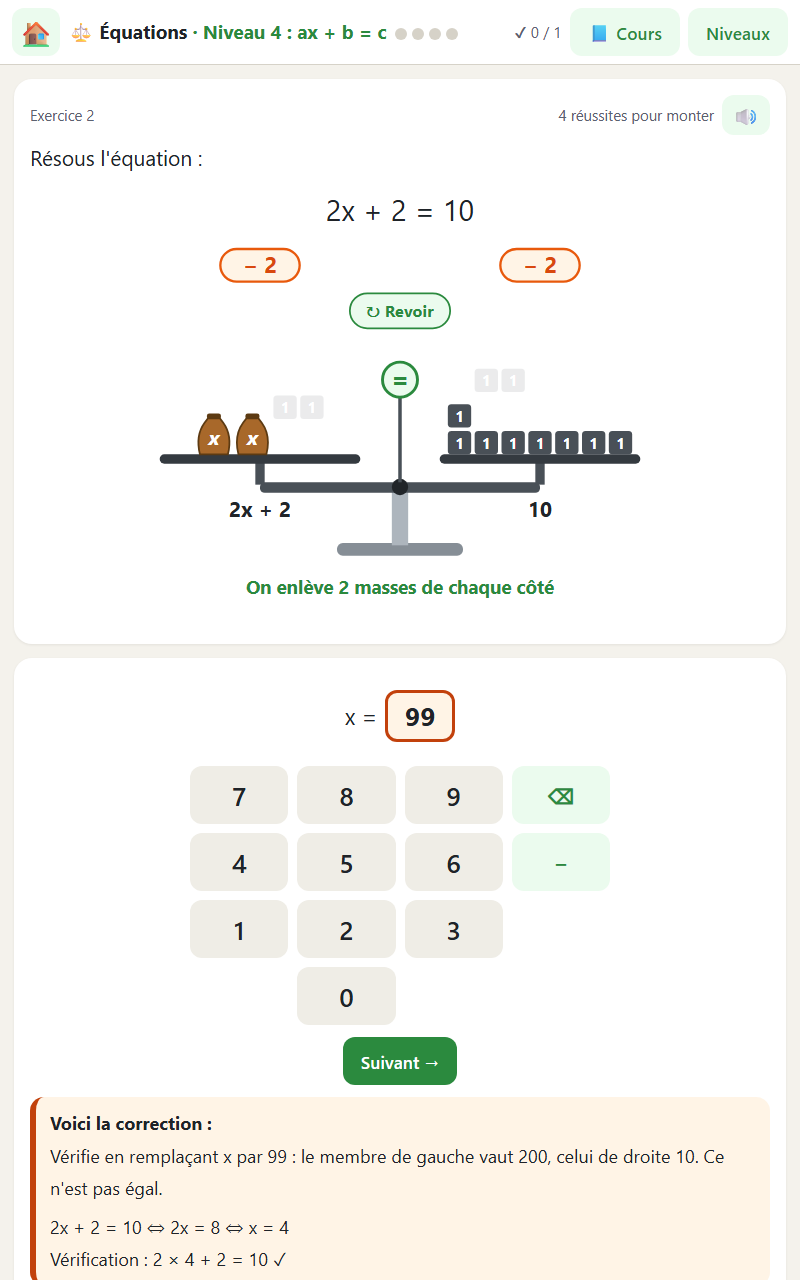 Équations · Niveau 4 : ax + b = c
✓ 0 / 1
Cours
Niveaux
Exercice 2
4 réussites pour monter
Résous l'équation :
2x + 2 = 10
− 2
− 2
↻ Revoir
=
1 1
1 1
x x
1
1 1 1 1 1 1 1
2x + 2
10
On enlève 2 masses de chaque côté
x = 99
7 8 9 ⌫
4 5 6 −
1 2 3
0
Suivant →
Voici la correction :
Vérifie en remplaçant x par 99 : le membre de gauche vaut 200, celui de droite 10. Ce
n'est pas égal.
2x + 2 = 10 ⇔ 2x = 8 ⇔ x = 4
Vérification : 2 × 4 + 2 = 10 ✓